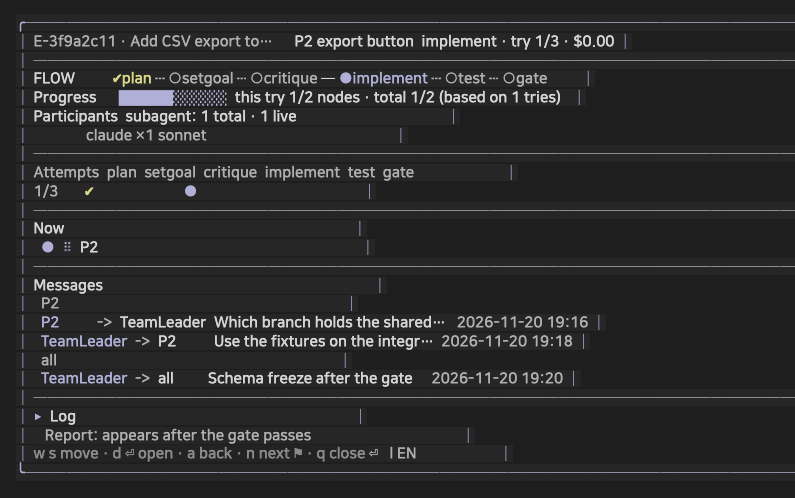 E-3f9a2c11 · Add CSV export to··· P2 export button implement · try 1/3 · $0.00
FLOW ✔plan ┄ ○setgoal ┄ ○critique — ●implement ┄ ○test ┄ ○gate
Progress this try 1/2 nodes · total 1/2 (based on 1 tries)
Participants subagent: 1 total · 1 live
claude ×1 sonnet
Attempts plan setgoal critique implement test gate
1/3 ✔ ●
Now
● ⠿ P2
Messages
P2
P2 -> TeamLeader Which branch holds the shared··· 2026-11-20 19:16
TeamLeader -> P2 Use the fixtures on the integr··· 2026-11-20 19:18
all
TeamLeader -> all Schema freeze after the gate 2026-11-20 19:20
▸ Log
Report: appears after the gate passes
w s move · d ⏎ open · a back · n next ⚑ · q close ⏎ l EN